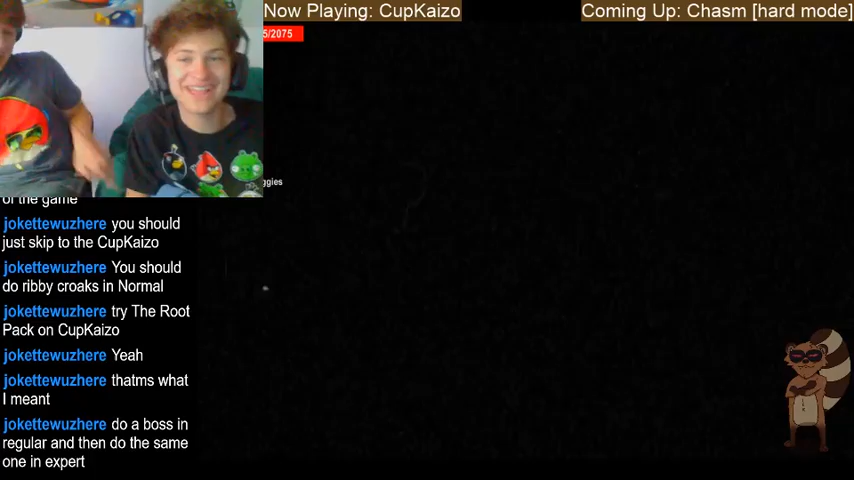 Now Playing: CupKaizo
Coming Up: Chasm [hard mode]
5/2075
ggies
of the game
jokettewuzhere you should
just skip to the CupKaizo
jokettewuzhere You should
do ribby croaks in Normal
jokettewuzhere try The Root
Pack on CupKaizo
jokettewuzhere Yeah
jokettewuzhere thatms what
I meant
jokettewuzhere do a boss in
regular and then do the same
one in expert